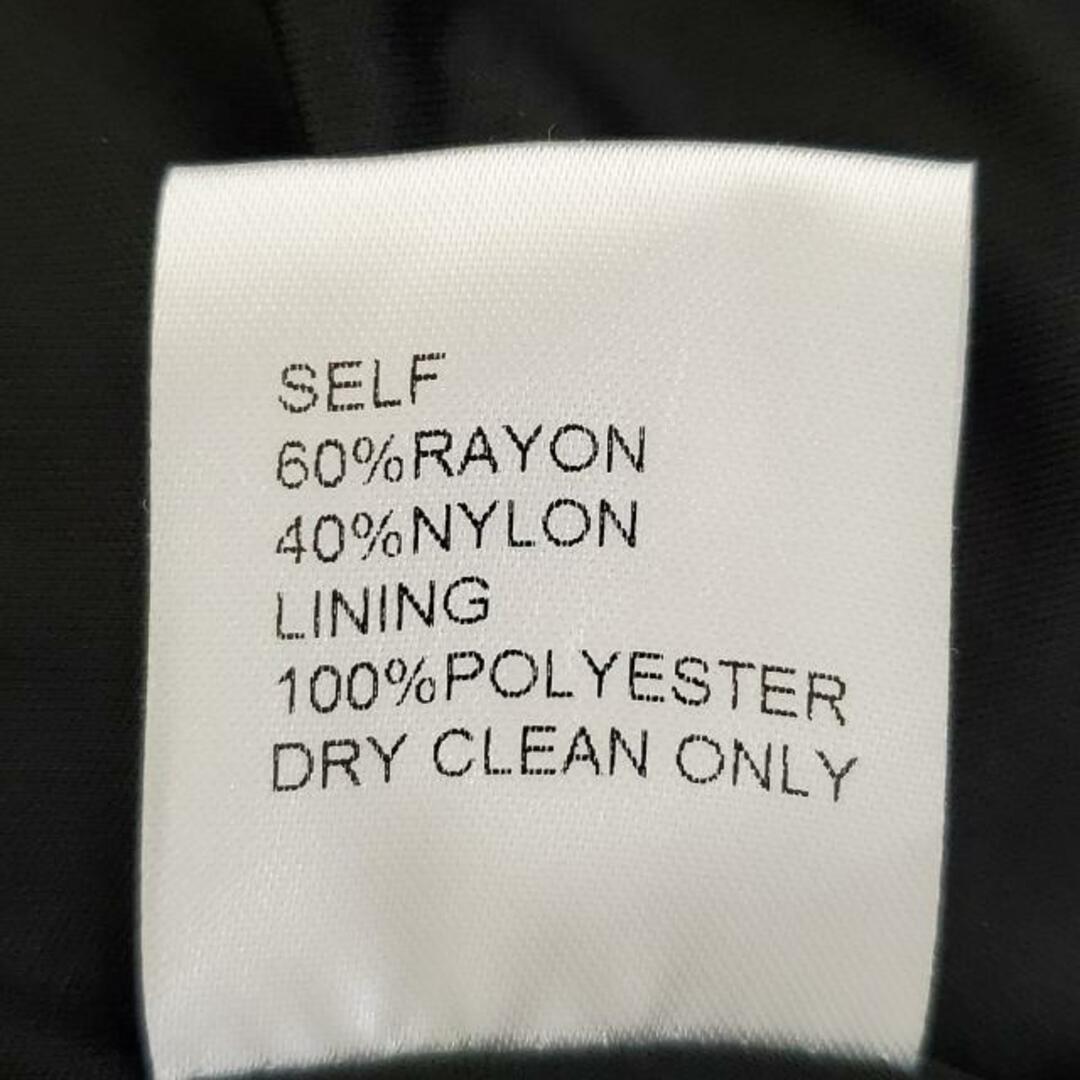 SELF
60%RAYON
40%NYLON
LINING
100%POLYESTER
DRY CLEAN ONLY